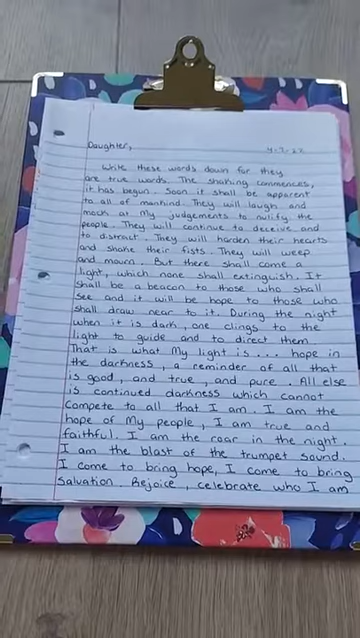 Daughter, 4-7-22
Write these words down for they
are true words. The shaking commences,
it has begun. Soon it shall be apparent
to all of mankind. They will laugh and
mock at My judgements to nullify the
people. They will continue to deceive and
to distract. They will harden their hearts
and shake their fists. They will weep
and mourn. But there shall come a
light, which none shall extinguish. It
shall be a beacon to those who shall
see and it will be hope to those who
shall draw near to it. During the night
when it is dark, one clings to the
light to guide and to direct them.
That is what My light is.... hope in
the darkness, a reminder of all that
is good, and true, and pure. All else
is continued darkness which cannot
compete to all that I am. I am the
hope of My people, I am true and
faithful. I am the roar in the night.
I am the blast of the trumpet sound.
I come to bring hope, I come to bring
salvation. Rejoice, celebrate who I am